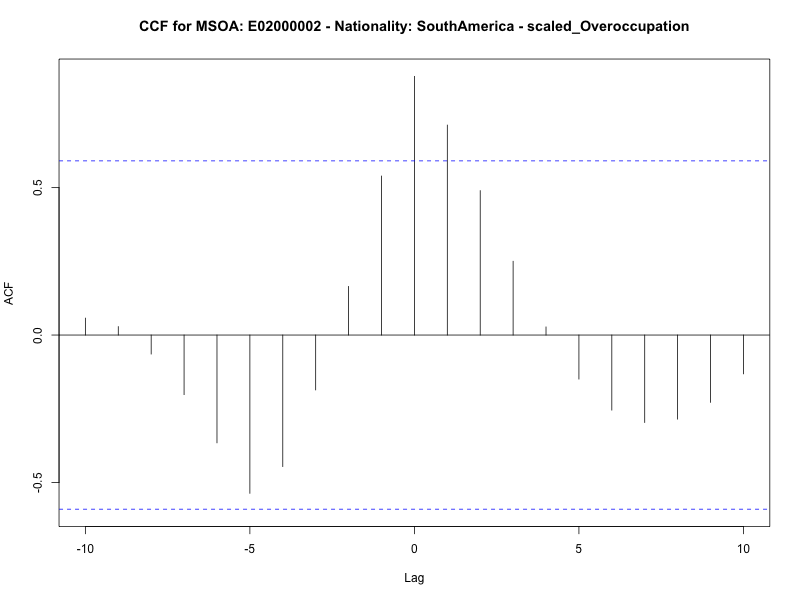 CCF for MSOA: E02000002 - Nationality: SouthAmerica - scaled_Overoccupation
ACF
0.5
0.0
-0.5
-10
-5
0
5
10
Lag